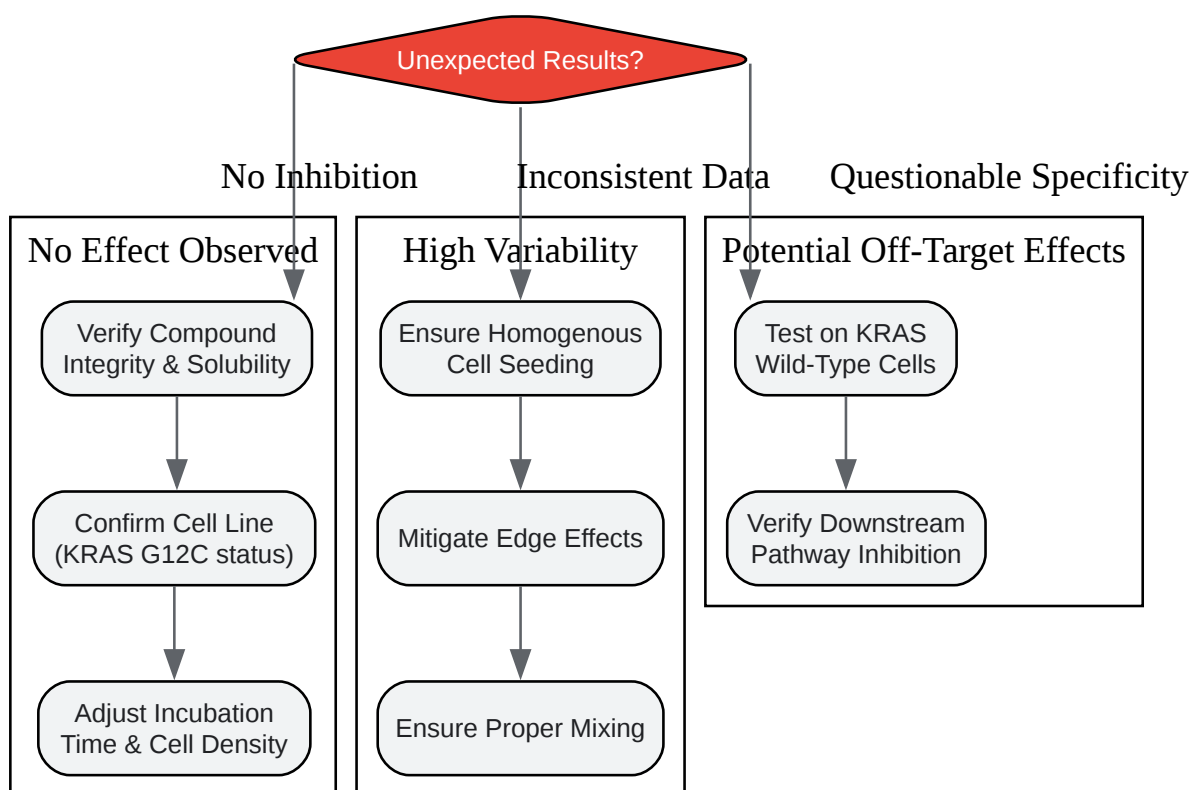 Unexpected Results?
No Inhibition
Inconsistent Data
Questionable Specificity
No Effect Observed
Verify Compound
Integrity & Solubility
Confirm Cell Line
(KRAS G12C status)
Adjust Incubation
Time & Cell Density
High Variability
Ensure Homogenous
Cell Seeding
Mitigate Edge Effects
Ensure Proper Mixing
Potential Off-Target Effects
Test on KRAS
Wild-Type Cells
Verify Downstream
Pathway Inhibition